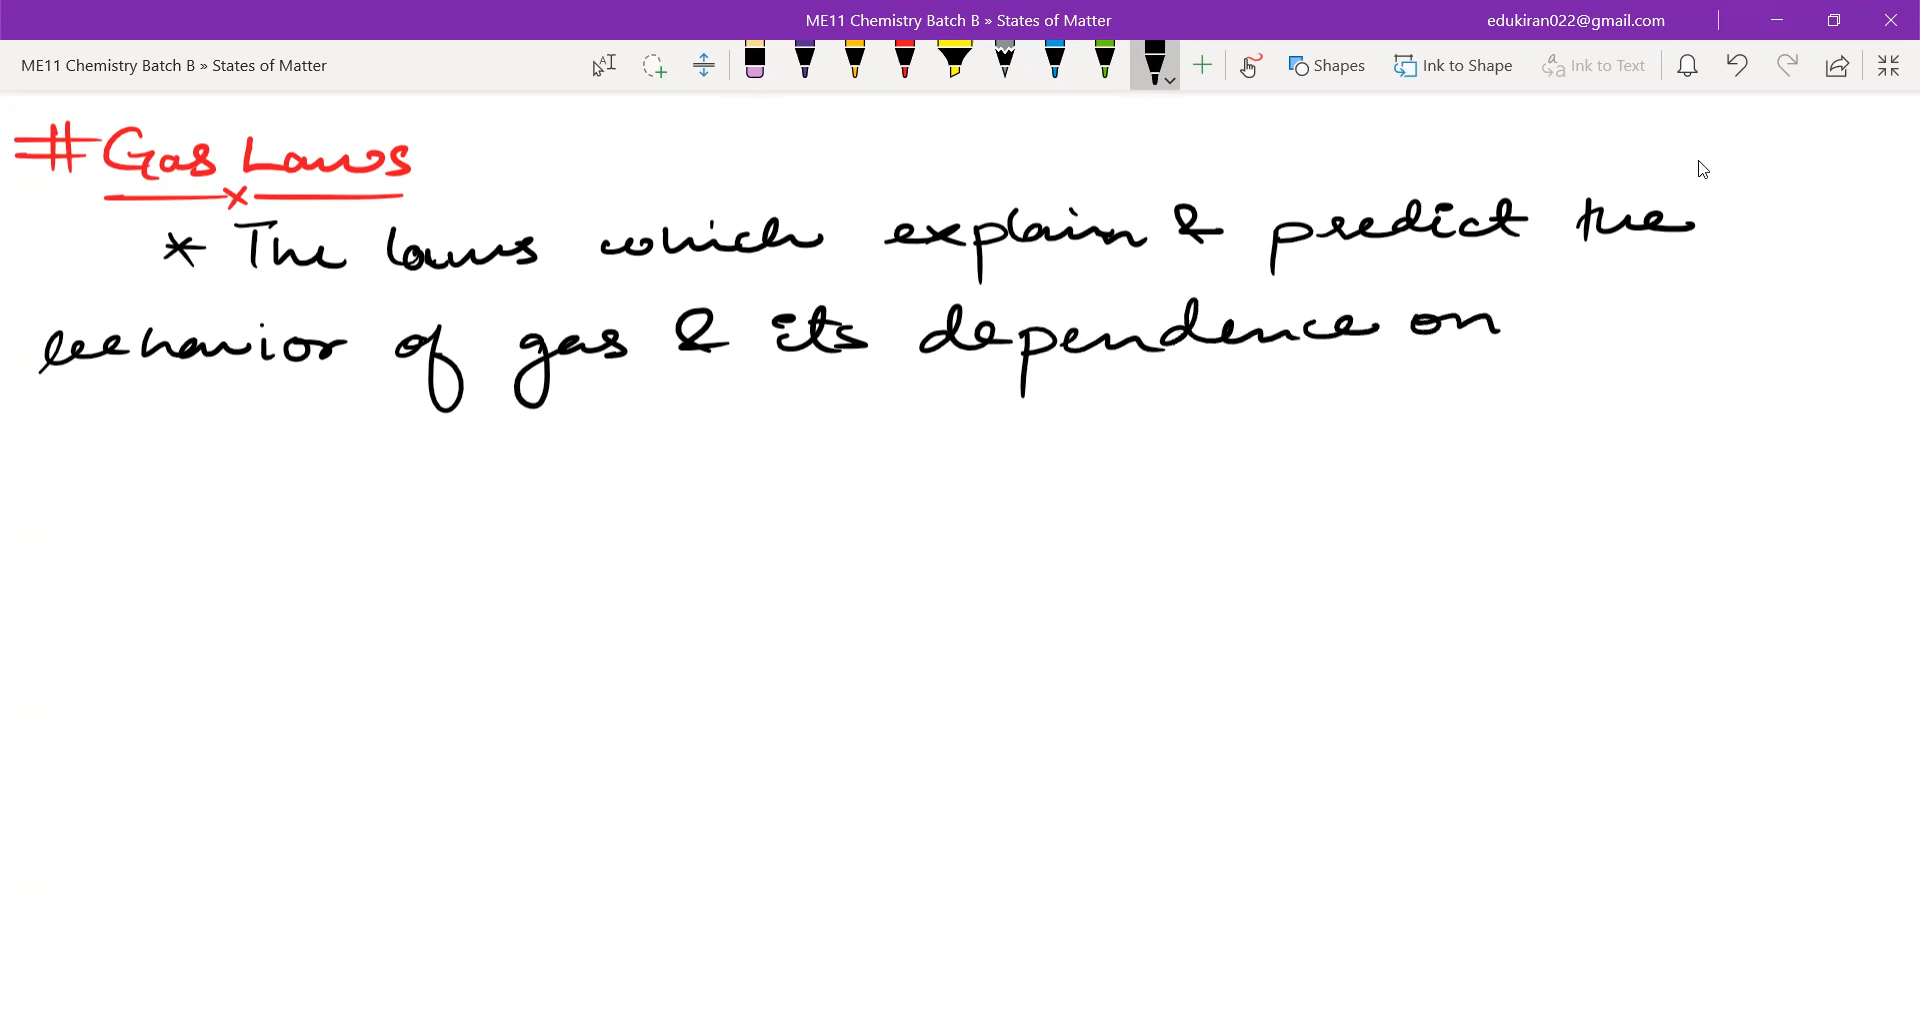 ME11 Chemistry Batch B » States of Matter
edukiran022@gmail.com
ME11 Chemistry Batch B » States of Matter
Shapes
Ink to Shape
Ink to Text
# Gas Laws
* The laws which explain & predict the
behavior of gas & its dependence on